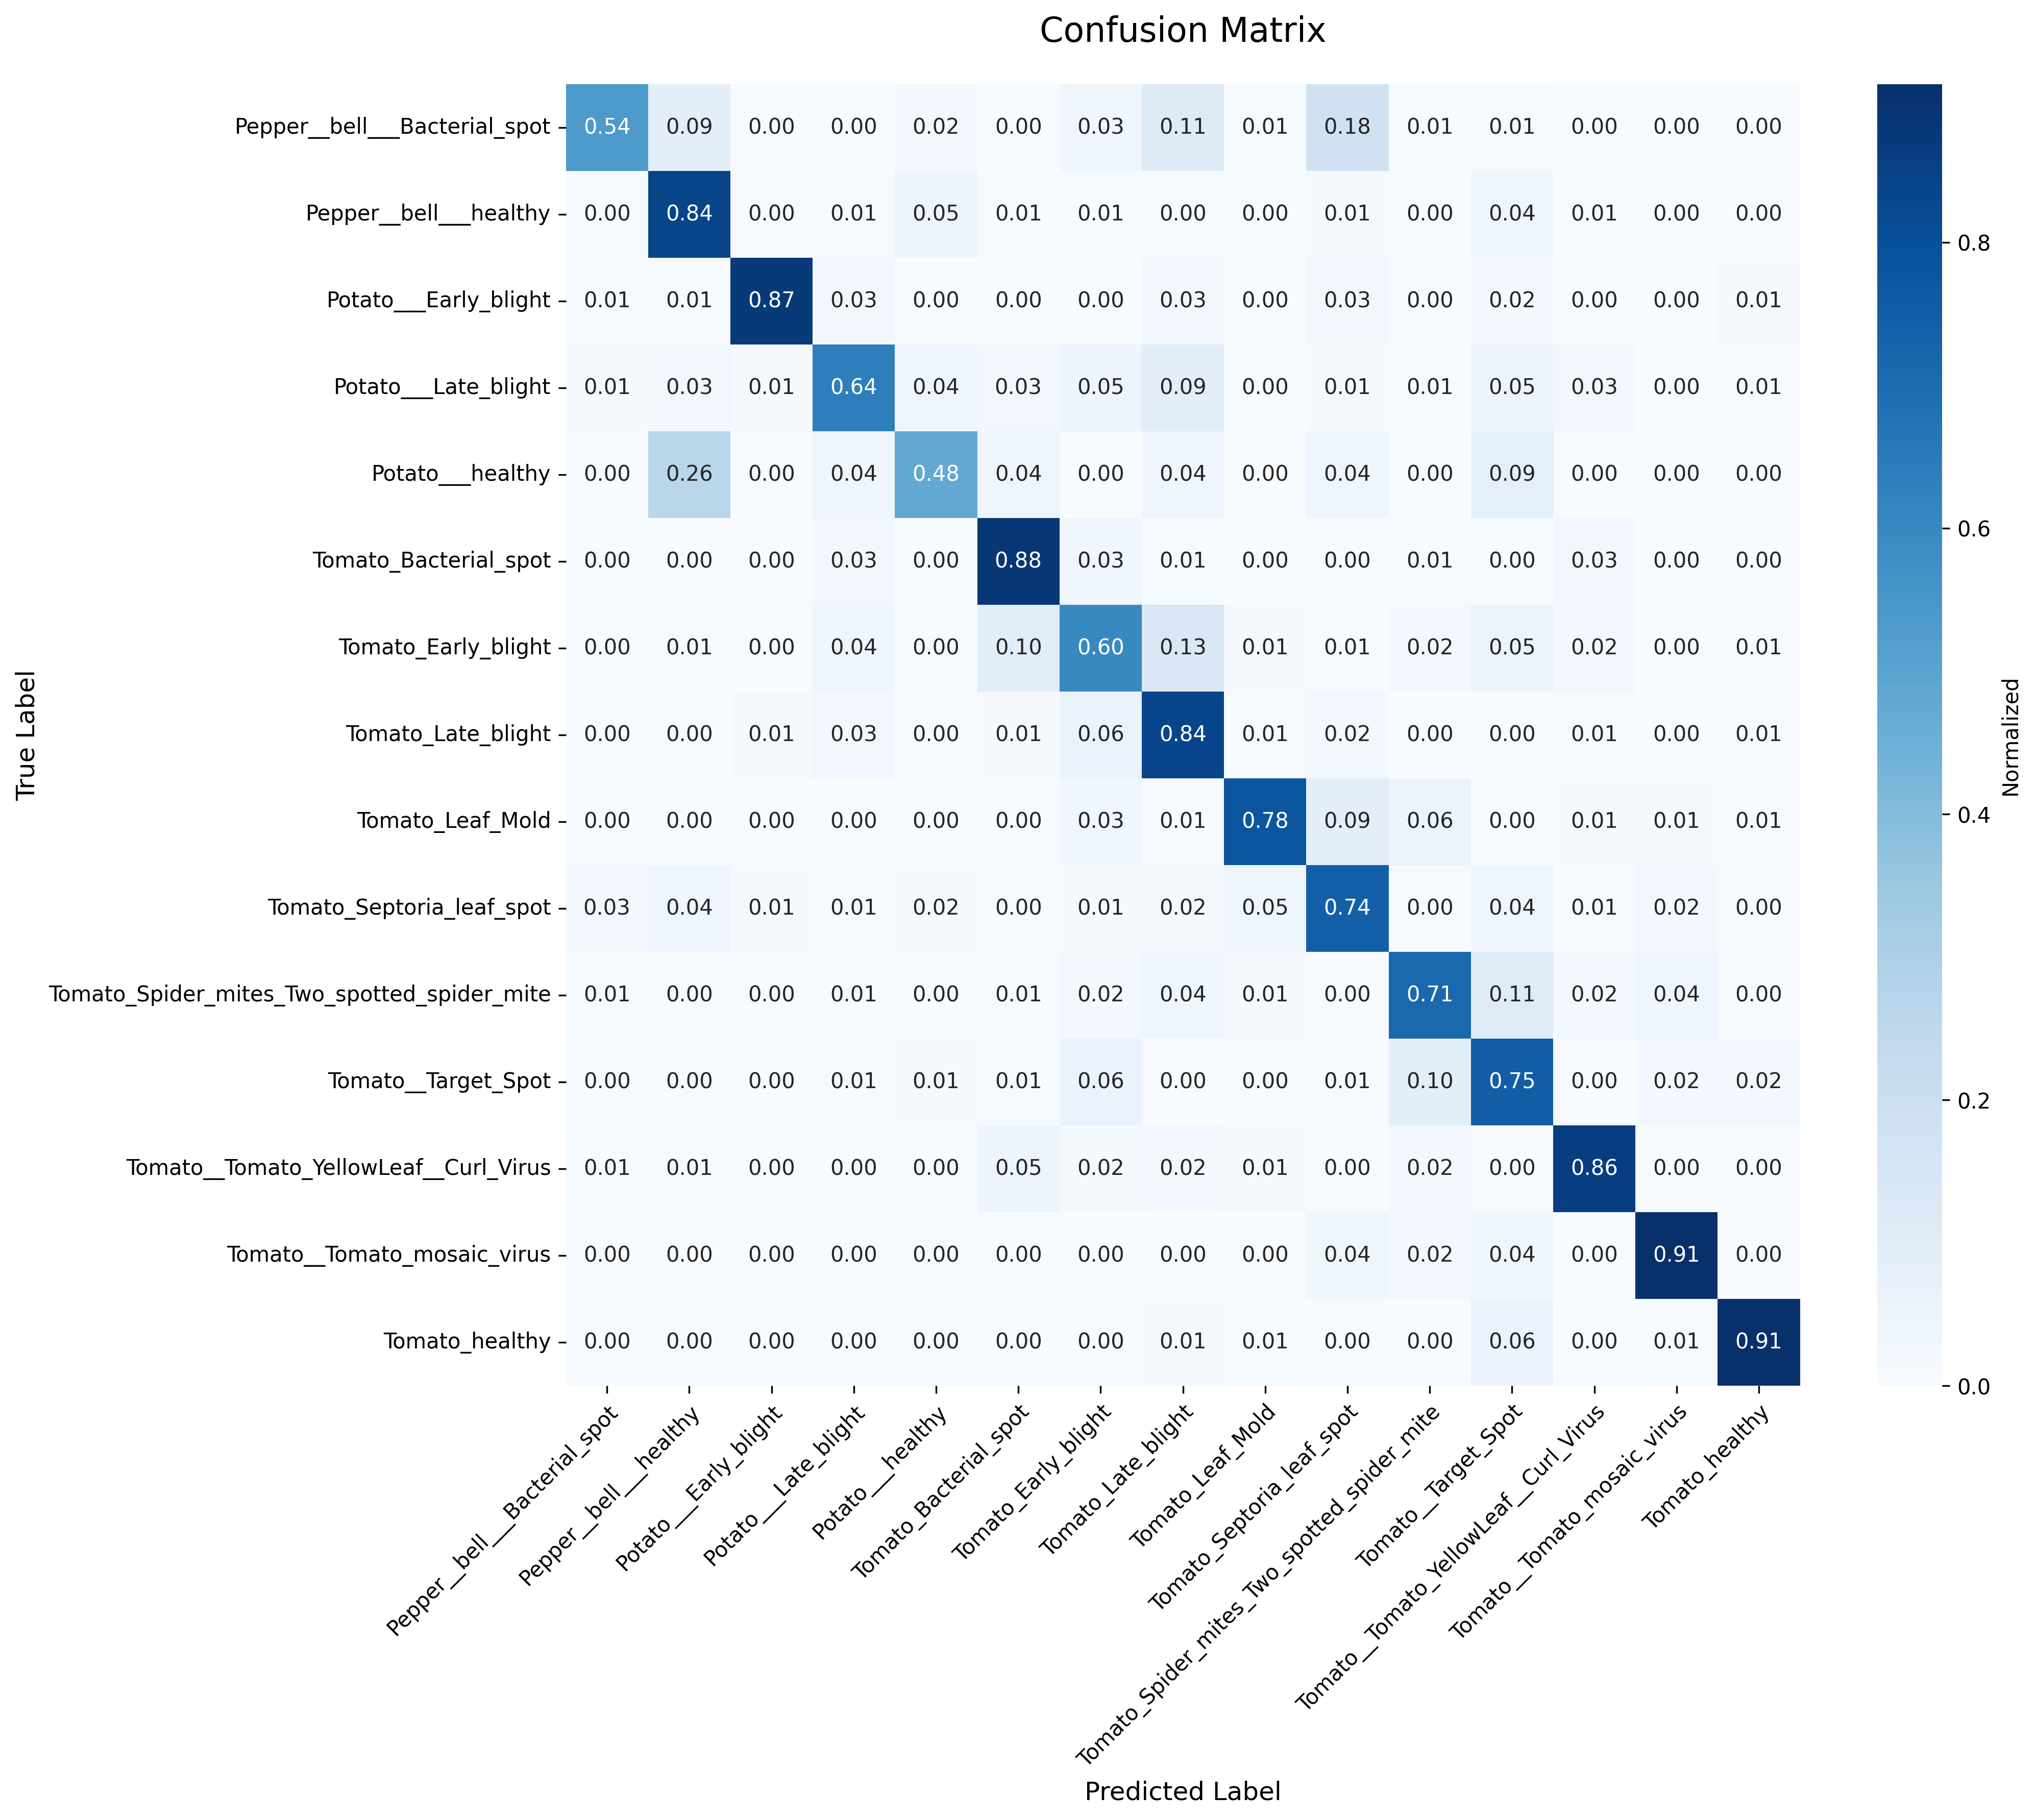 Confusion Matrix
Pepper__bell___Bacterial_spot 0.54 0.09 0.00 0.00 0.02 0.00 0.03 0.11 0.01 0.18 0.01 0.01 0.00 0.00 0.00
Pepper__bell___healthy 0.00 0.84 0.00 0.01 0.05 0.01 0.01 0.00 0.01 0.00 0.04 0.01 0.00 0.00
Potato___Early_blight 0.01 0.01 0.87 0.03 0.00 0.00 0.00 0.03 0.00 0.03 0.00 0.02 0.00 0.00 0.01
Potato___Late_blight 0.01 0.03 0.01 0.64 0.04 0.03 0.05 0.09 0.00 0.01 0.01 0.05 0.03 0.00 0.01
Potato___healthy 0.00 0.26 0.00 0.04 0.48 0.04 0.00 0.04 0.00 0.04 0.00 0.09 0.00 0.00 0.00
Tomato_Bacterial_spot 0.00 0.00 0.00 0.03 0.00 0.88 0.03 0.01 0.00 0.00 0.01 0.00 0.03 0.00 0.00
Tomato_Early_blight 0.00 0.01 0.00 0.04 0.00 0.10 0.60 0.13 0.01 0.01 0.02 0.05 0.02 0.00 0.01
Tomato_Late_blight 0.00 0.00 0.01 0.03 0.00 0.01 0.06 0.84 0.01 0.02 0.00 0.00 0.01 0.00 0.01
Tomato_Leaf_Mold 0.00 0.00 0.00 0.00 0.00 0.00 0.03 0.01 0.78 0.09 0.06 0.00 0.01 0.01 0.01
Tomato_Septoria_leaf_spot 0.03 0.04 0.01 0.01 0.02 0.00 0.01 0.02 0.05 0.74 0.00 0.04 0.01 0.02 0.00
Tomato_Spider_mites_Two_spotted_spider_mite 0.01 0.00 0.00 0.01 0.00 0.01 0.02 0.04 0.01 0.00 0.71 0.11 0.02 0.04 0.00
Tomato__Target_Spot 0.00 0.00 0.00 0.01 0.01 0.01 0.06 0.00 0.00 0.01 0.10 0.75 0.00 0.02 0.02
Tomato__Tomato_YellowLeaf__Curl_Virus 0.01 0.01 0.00 0.00 0.00 0.05 0.02 0.02 0.01 0.00 0.02 0.00 0.86 0.00 0.00
Tomato__Tomato_mosaic_virus 0.00 0.00 0.00 0.00 0.00 0.00 0.00 0.00 0.00 0.04 0.02 0.04 0.00 0.91 0.00
Tomato_healthy 0.00 0.00 0.00 0.00 0.00 0.00 0.00 0.01 0.01 0.00 0.00 0.06 0.00 0.01 0.91
True Label
Pepper__bell___Bacterial_spot
Pepper__bell___healthy
Potato___Early_blight
Potato___Late_blight
Potato___healthy
Tomato_Bacterial_spot
Tomato_Early_blight
Tomato_Late_blight
Tomato_Leaf_Mold
Tomato_Septoria_leaf_spot
Tomato_Spider_mites_Two_spotted_spider_mite
Tomato__Target_Spot
Tomato__Tomato_YellowLeaf__Curl_Virus
Tomato__Tomato_mosaic_virus
Tomato_healthy
Predicted Label
0.8
0.6
0.4
0.2
0.0
Normalized